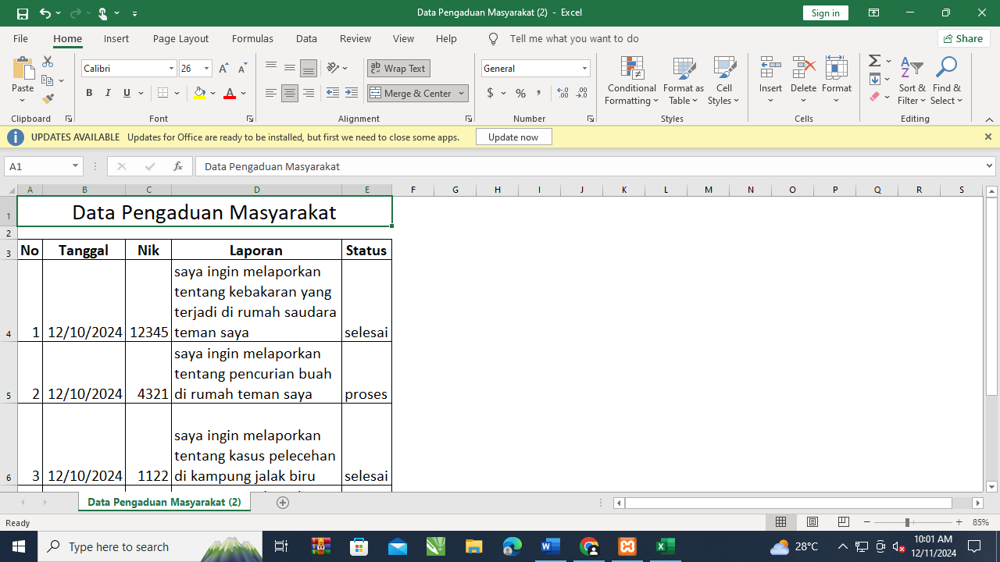 Data Pengaduan Masyarakat (2) - Excel
Sign in
File Home Insert Page Layout Formulas Data Review View Help Tell me what you want to do Share
Paste
Calibri 26
B I U
Wrap Text
Merge & Center
General
$ % ,
Conditional Formatting
Format as Table
Cell Styles
Insert Delete Format
Sort & Filter
Find & Select
Clipboard Font Alignment Number Styles Cells Editing
UPDATES AVAILABLE Updates for Office are ready to be installed, but first we need to close some apps. Update now
A1 fx Data Pengaduan Masyarakat
A B C D E F G H I J K L M N O P Q R S
1 Data Pengaduan Masyarakat
2
3 No Tanggal Nik Laporan Status
saya ingin melaporkan
tentang kebakaran yang
terjadi di rumah saudara
4 1 12/10/2024 12345 teman saya selesai
saya ingin melaporkan
tentang pencurian buah
5 2 12/10/2024 4321 di rumah teman saya proses
saya ingin melaporkan
tentang kasus pelecehan
6 3 12/10/2024 1122 di kampung jalak biru selesai
Data Pengaduan Masyarakat (2)
Ready 85%
Type here to search
28°C
10:01 AM
12/11/2024